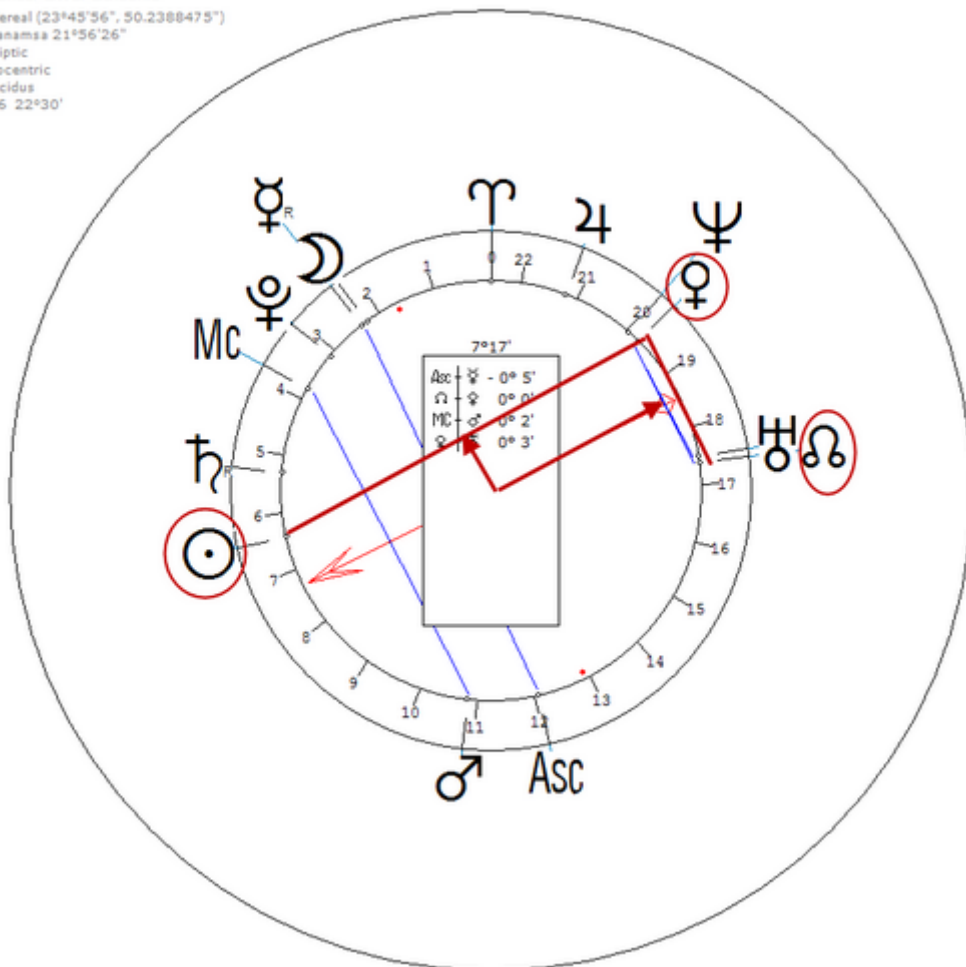 ereal (23°45'56", 50.2388475")
anamsa 21°56'26"
iptic
ocentric
cidus
22°30'
☿ R
☽
♈
♃
♆
♀
♇
Mc
♄ R
☉
♅ ☊
♂
Asc
0
22
21
20
19
18
17
16
15
14
13
12
11
10
9
8
7
6
5
4
3
2
1
7°17'
Asc ☿ - 0° 5'
☊ ♀ 0° 0'
MC ♂ 0° 2'
0° 3'